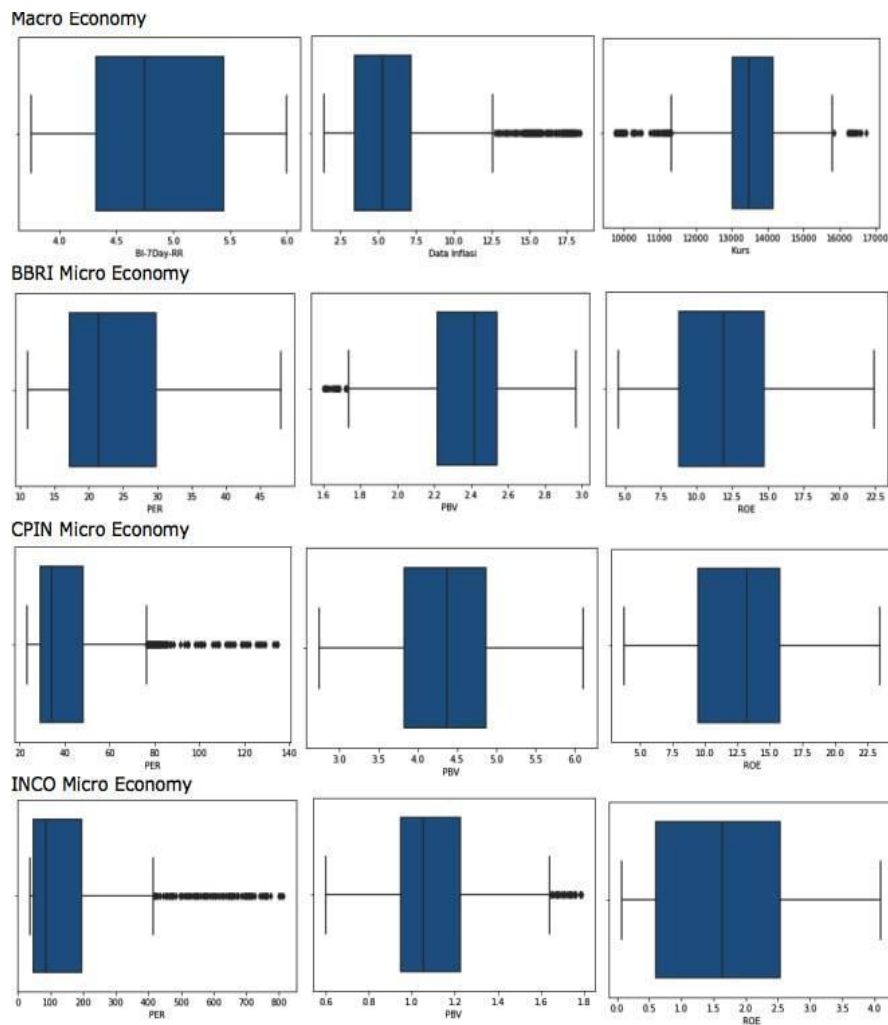 Macro Economy
4.0 4.5 5.0 5.5 6.0
BI-7Day-RR
2.5 5.0 7.5 10.0 12.5 15.0 17.5
Data Inflasi
10000 11000 12000 13000 14000 15000 16000 17000
Kurs
BBRI Micro Economy
10 15 20 25 30 35 40 45
PER
1.6 1.8 2.0 2.2 2.4 2.6 2.8 3.0
PBV
5.0 7.5 10.0 12.5 15.0 17.5 20.0 22.5
ROE
CPIN Micro Economy
20 40 60 80 100 120 140
PER
3.0 3.5 4.0 4.5 5.0 5.5 6.0
PBV
5.0 7.5 10.0 12.5 15.0 17.5 20.0 22.5
ROE
INCO Micro Economy
0 100 200 300 400 500 600 700 800
PER
0.6 0.8 1.0 1.2 1.4 1.6 1.8
PBV
0.0 0.5 1.0 1.5 2.0 2.5 3.0 3.5 4.0
ROE